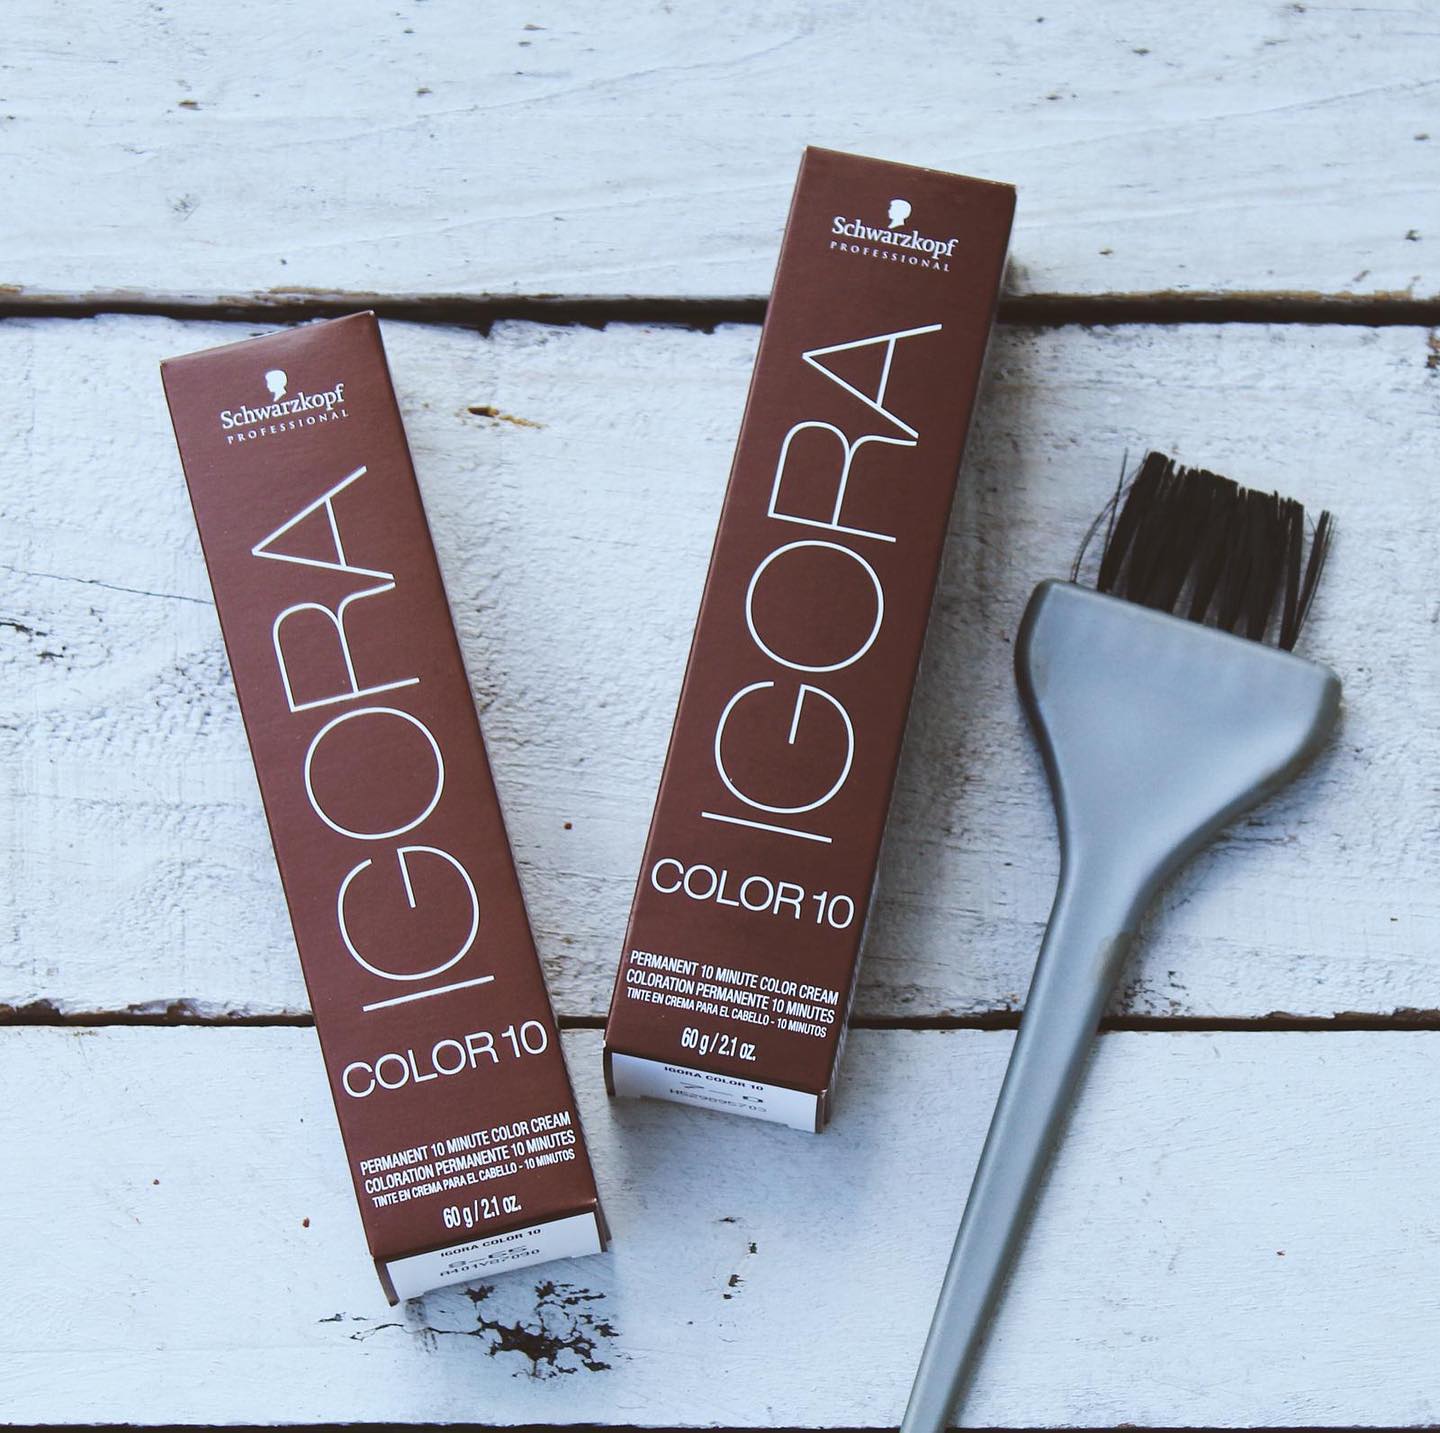 Schwarzkopf
PROFESSIONAL
IGORA
COLOR 10
PERMANENT 10 MINUTE COLOR CREAM
COLORATION PERMANENTE 10 MINUTES
TINTE EN CREMA PARA EL CABELLO - 10 MINUTOS
60 g / 2.1 oz.
IGORA COLOR 10
Schwarzkopf
PROFESSIONAL
IGORA
COLOR 10
PERMANENT 10 MINUTE COLOR CREAM
COLORATION PERMANENTE 10 MINUTES
TINTE EN CREMA PARA EL CABELLO - 10 MINUTOS
60 g / 2.1 oz.
IGORA COLOR 10